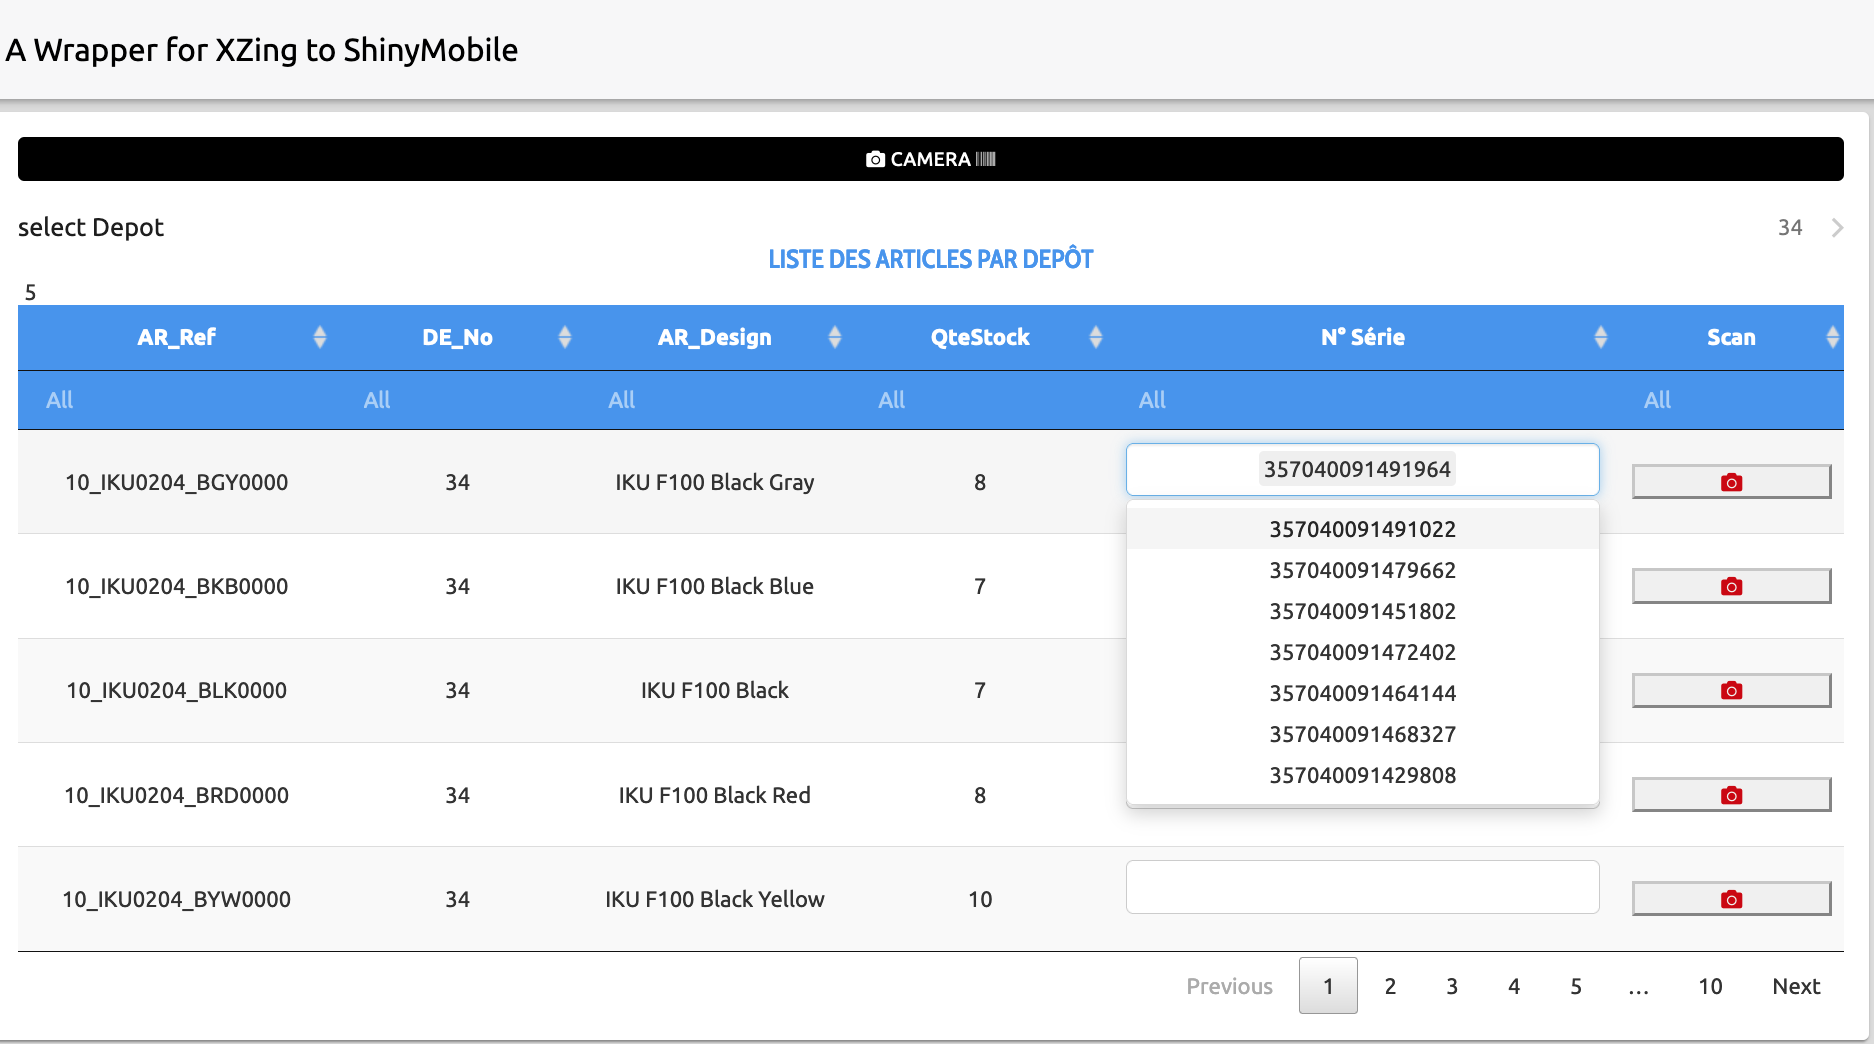 A Wrapper for XZing to ShinyMobile
CAMERA
select Depot 34
LISTE DES ARTICLES PAR DEPÔT
5
AR_Ref DE_No AR_Design QteStock N° Série Scan
All All All All All All
10_IKU0204_BGY0000 34 IKU F100 Black Gray 8 357040091491964
357040091491022
357040091479662
10_IKU0204_BKB0000 34 IKU F100 Black Blue 7
357040091451802
357040091472402
10_IKU0204_BLK0000 34 IKU F100 Black 7
357040091464144
357040091468327
357040091429808
10_IKU0204_BRD0000 34 IKU F100 Black Red 8
10_IKU0204_BYW0000 34 IKU F100 Black Yellow 10
Previous 1 2 3 4 5 … 10 Next